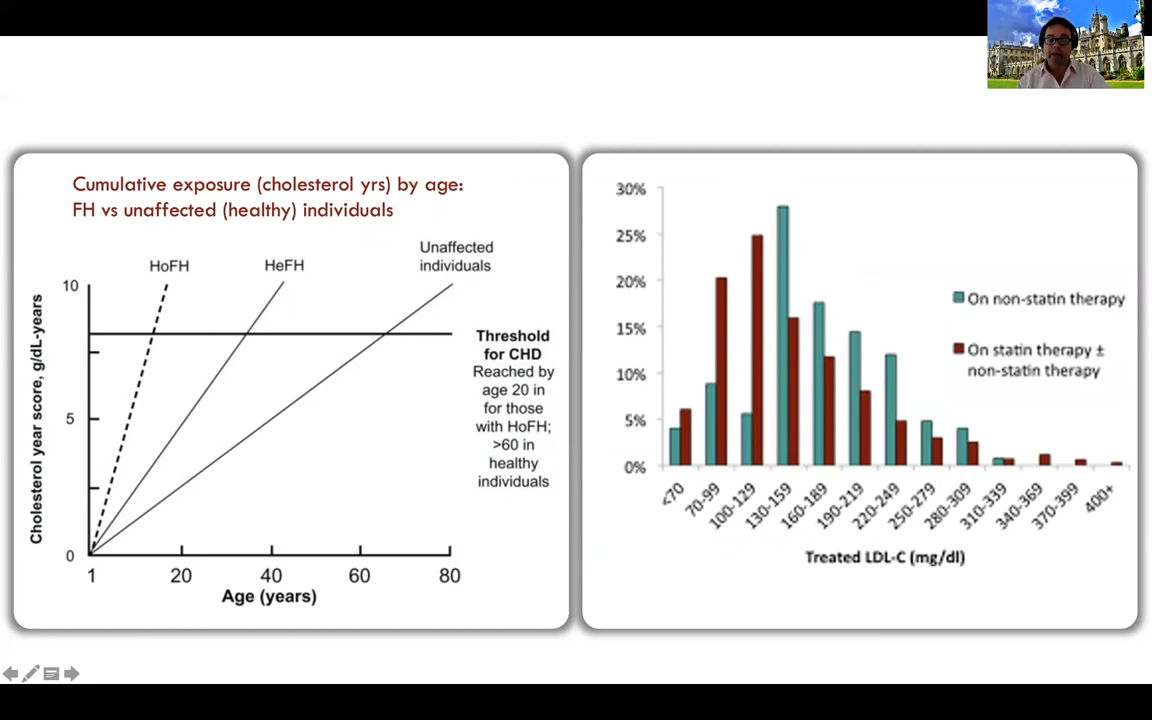 Cumulative exposure (cholesterol yrs) by age:
FH vs unaffected (healthy) individuals
HoFH
HeFH
Unaffected
individuals
10
5
0
Cholesterol year score, g/dL-years
1
20
40
60
80
Age (years)
Threshold
for CHD
Reached by
age 20 in
for those
with HoFH;
>60 in
healthy
individuals
30%
25%
20%
15%
10%
5%
0%
On non-statin therapy
On statin therapy ±
non-statin therapy
<70
70-99
100-129
130-159
160-189
190-219
220-249
250-279
280-309
310-339
340-369
370-399
400+
Treated LDL-C (mg/dl)